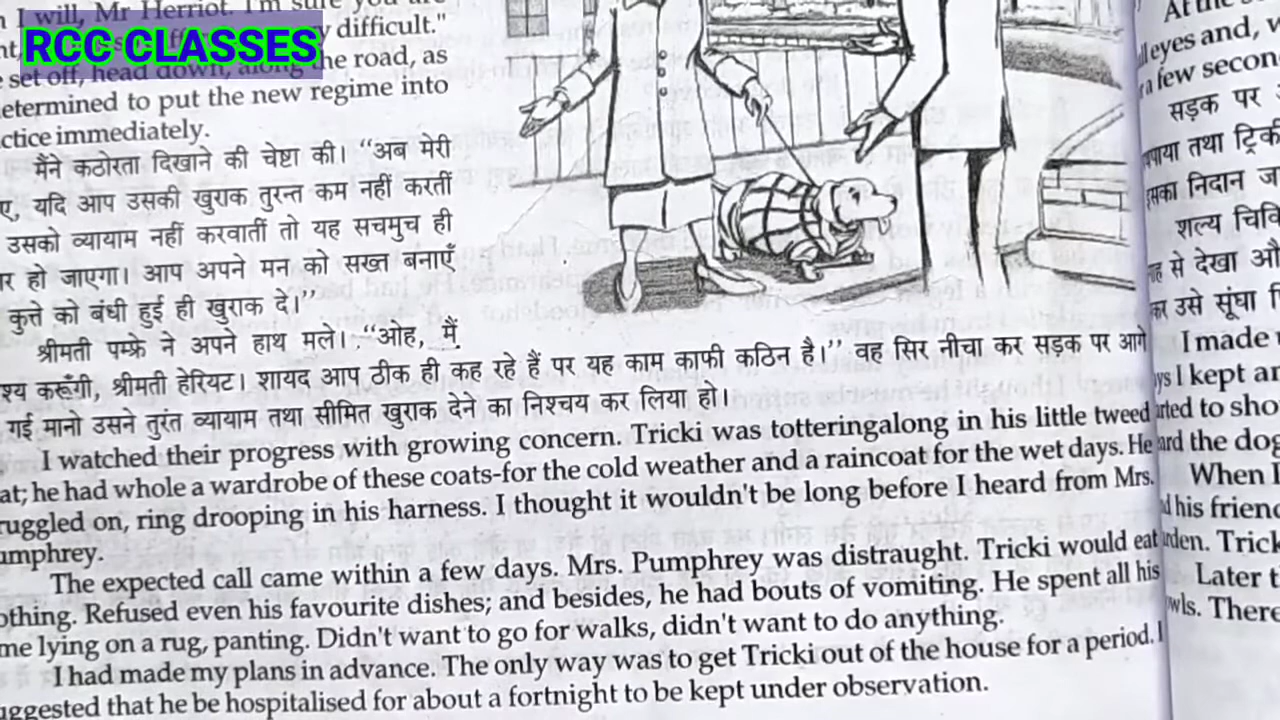 I will, Mr Herriot. I'm sure you are
RCC CLASSES
difficult."
set off, head down, along the road, as
etermined to put the new regime into
ctice immediately.
मैंने कठोरता दिखाने की चेष्टा की। “अब मेरी
ए, यदि आप उसकी खुराक तुरन्त कम नहीं करतीं
उसको व्यायाम नहीं करवातीं तो यह सचमुच ही
र हो जाएगा। आप अपने मन को सख्त बनाएँ
कुत्ते को बंधी हुई ही खुराक दे।”
श्रीमती पम्फ्रे ने अपने हाथ मले। “ओह, मैं
श्य करूँगी, श्रीमती हेरियट। शायद आप ठीक ही कह रहे हैं पर यह काम काफी कठिन है।” वह सिर नीचा कर सड़क पर आगे
गई मानो उसने तुरंत व्यायाम तथा सीमित खुराक देने का निश्चय कर लिया हो।
I watched their progress with growing concern. Tricki was totteringalong in his little tweed
at; he had whole a wardrobe of these coats-for the cold weather and a raincoat for the wet days. He
ruggled on, ring drooping in his harness. I thought it wouldn't be long before I heard from Mrs.
umphrey.
The expected call came within a few days. Mrs. Pumphrey was distraught. Tricki would eat
othing. Refused even his favourite dishes; and besides, he had bouts of vomiting. He spent all his
me lying on a rug, panting. Didn't want to go for walks, didn't want to do anything.
I had made my plans in advance. The only way was to get Tricki out of the house for a period. I
uggested that he be hospitalised for about a fortnight to be kept under observation.
At the
eyes and,
a few secon
सड़क पर
पाया तथा ट्रिकी
सका निदान जा
शल्य चिकि
से देखा औ
कर उसे सूंघा
I made
ys I kept an
arted to sho
ard the dog
When I
d his friend
rden. Trick
Later t
owls. There